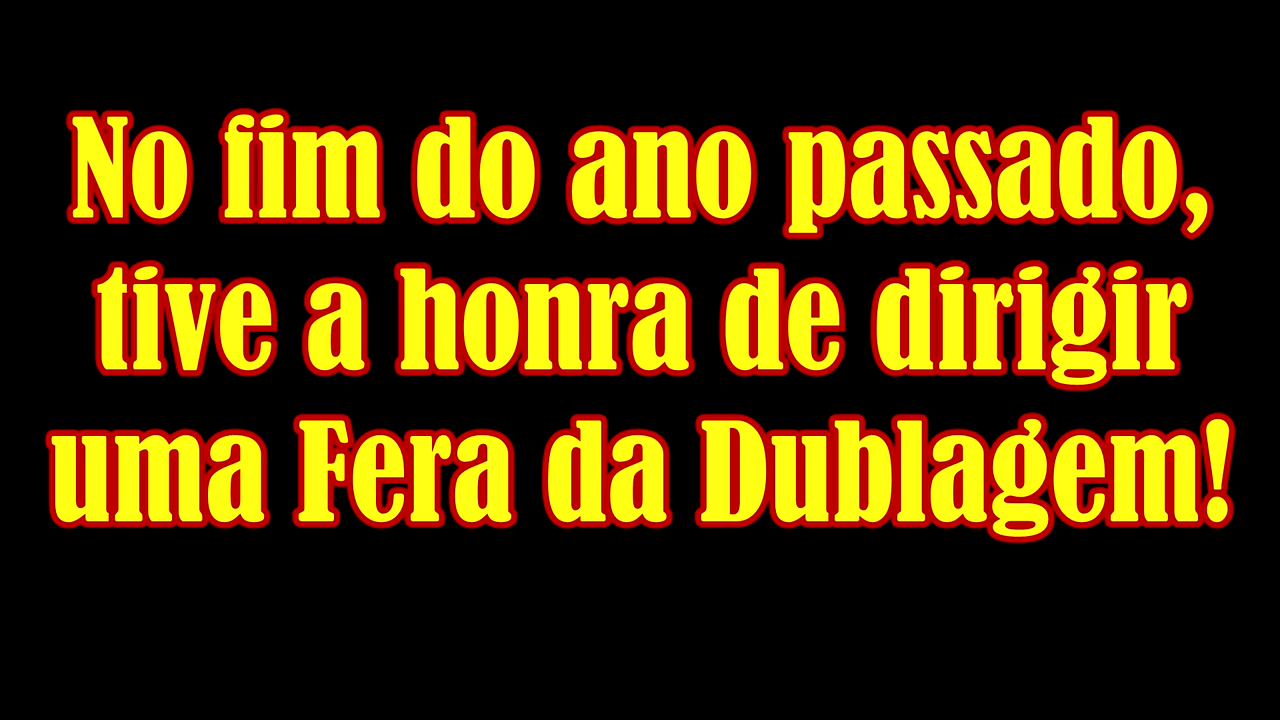 No fim do ano passado,
tive a honra de dirigir
uma Fera da Dublagem!